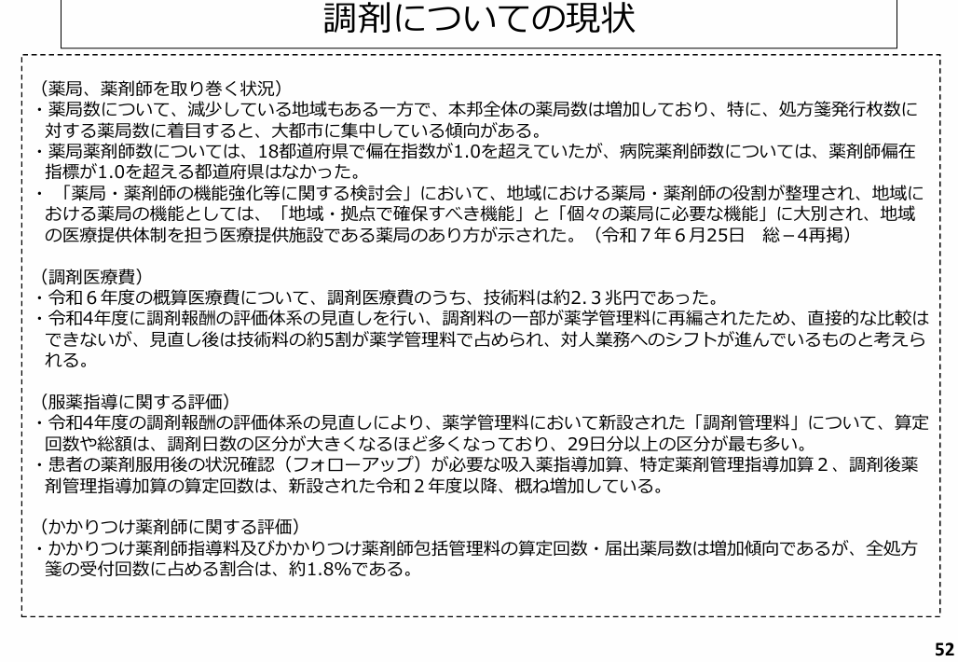 調剤についての現状
（薬局、薬剤師を取り巻く状況）
・薬局数について、減少している地域もある一方で、本邦全体の薬局数は増加しており、特に、処方箋発行枚数に
対する薬局数に着目すると、大都市に集中している傾向がある。
・薬局薬剤師数については、18都道府県で偏在指数が1.0を超えていたが、病院薬剤師数については、薬剤師偏在
指標が1.0を超える都道府県はなかった。
・ 「薬局・薬剤師の機能強化等に関する検討会」において、地域における薬局・薬剤師の役割が整理され、地域に
おける薬局の機能としては、「地域・拠点で確保すべき機能」と「個々の薬局に必要な機能」に大別され、地域
の医療提供体制を担う医療提供施設である薬局のあり方が示された。（令和７年６月25日　総－4再掲）
（調剤医療費）
・令和６年度の概算医療費について、調剤医療費のうち、技術料は約2.３兆円であった。
・令和4年度に調剤報酬の評価体系の見直しを行い、調剤料の一部が薬学管理料に再編されたため、直接的な比較は
できないが、見直し後は技術料の約5割が薬学管理料で占められ、対人業務へのシフトが進んでいるものと考えら
れる。
（服薬指導に関する評価）
・令和4年度の調剤報酬の評価体系の見直しにより、薬学管理料において新設された「調剤管理料」について、算定
回数や総額は、調剤日数の区分が大きくなるほど多くなっており、29日分以上の区分が最も多い。
・患者の薬剤服用後の状況確認（フォローアップ）が必要な吸入薬指導加算、特定薬剤管理指導加算２、調剤後薬
剤管理指導加算の算定回数は、新設された令和２年度以降、概ね増加している。
（かかりつけ薬剤師に関する評価）
・かかりつけ薬剤師指導料及びかかりつけ薬剤師包括管理料の算定回数・届出薬局数は増加傾向であるが、全処方
箋の受付回数に占める割合は、約1.8%である。
52